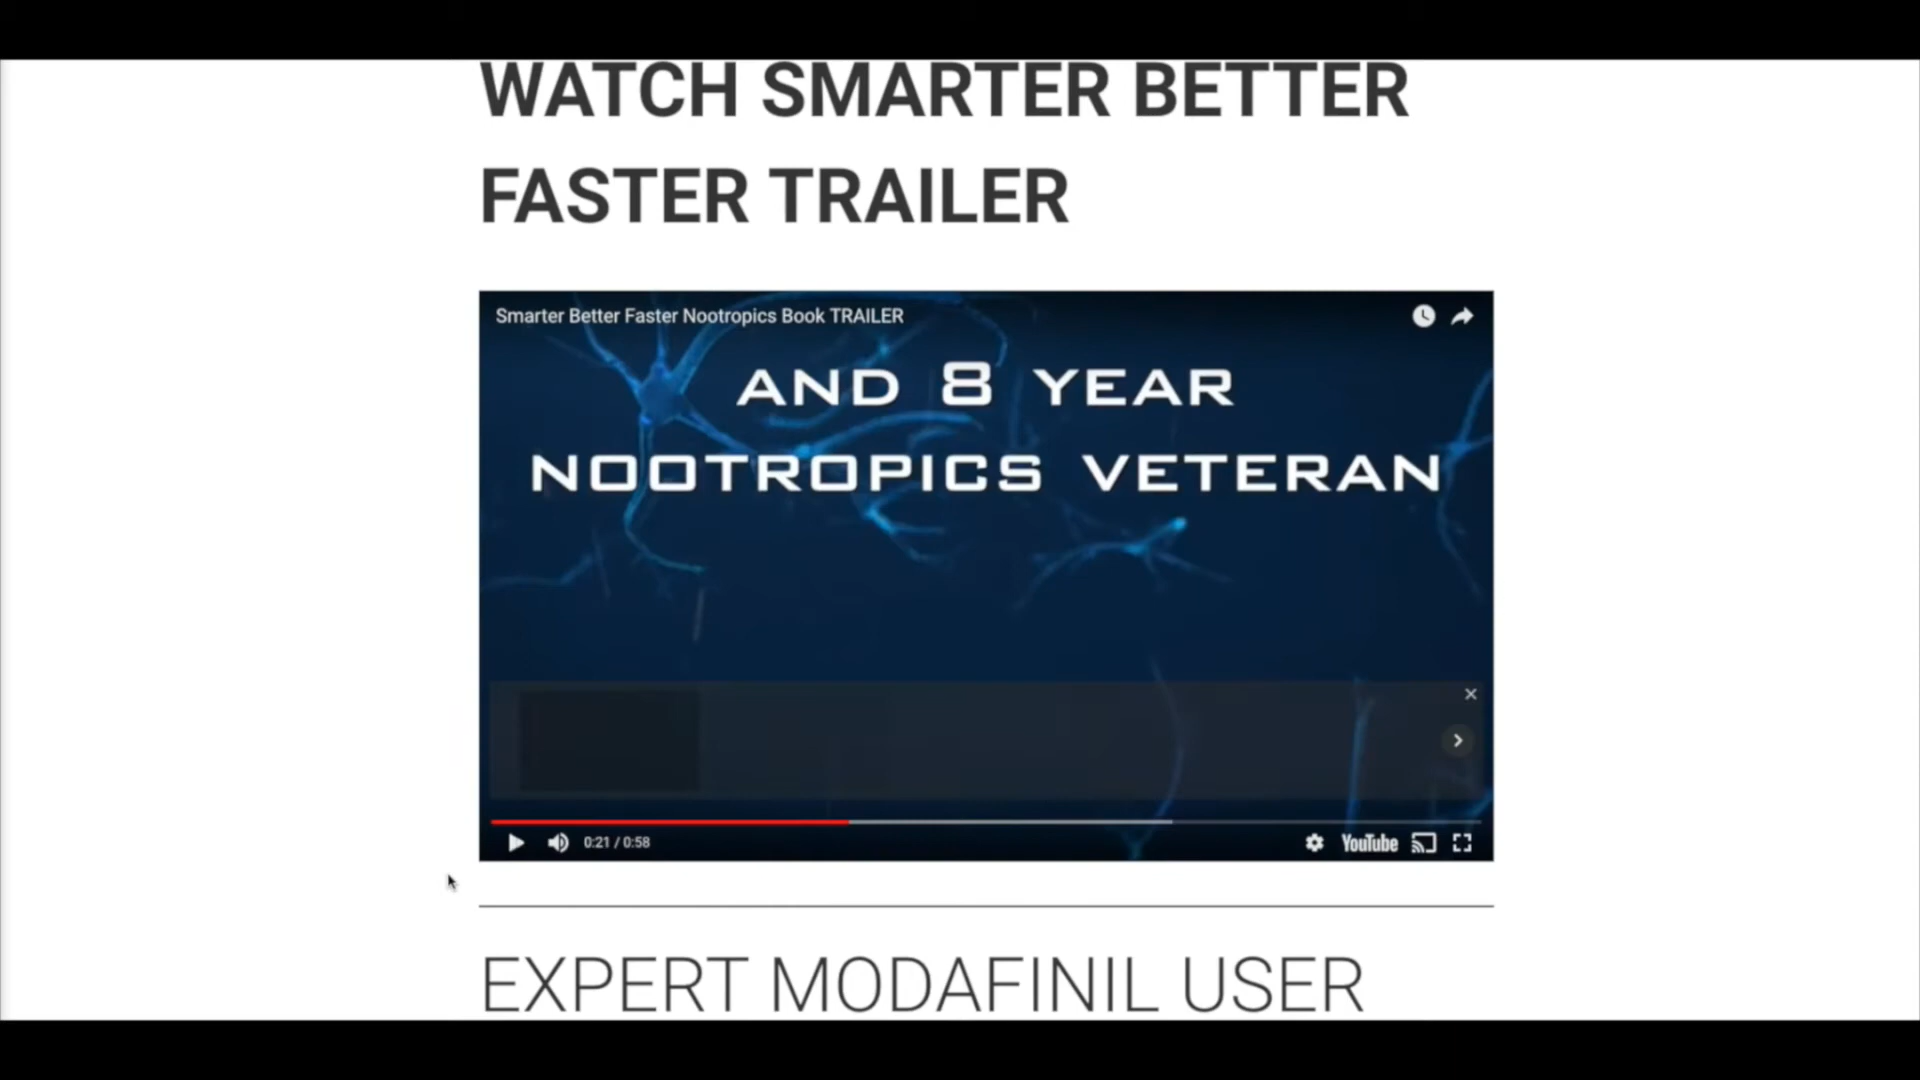 WATCH SMARTER BETTER
FASTER TRAILER
Smarter Better Faster Nootropics Book TRAILER
AND 8 YEAR
NOOTROPICS VETERAN
0:21 / 0:58
YouTube
EXPERT MODAFINIL USER